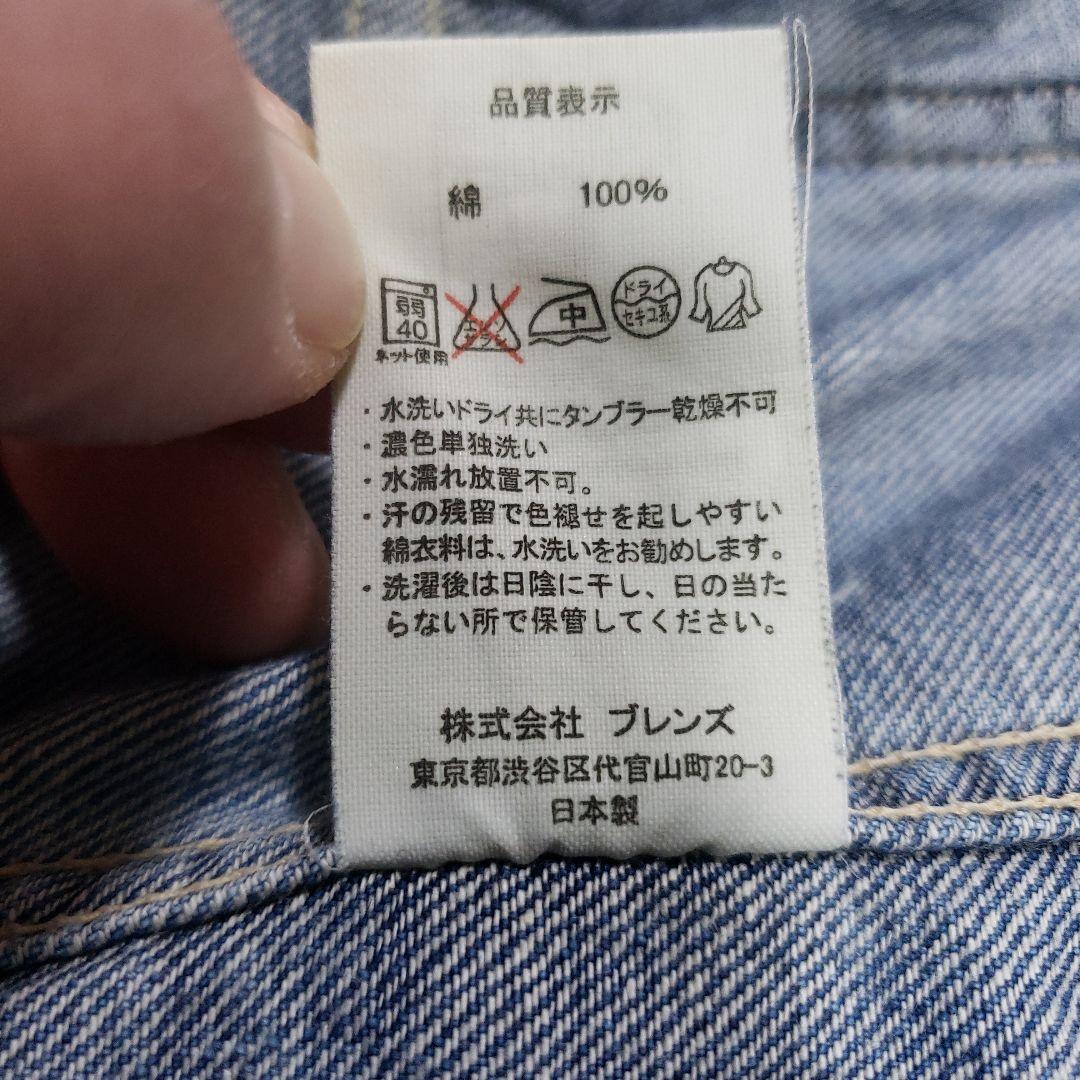 品質表示
綿 100%
弱
40
ネット使用
エンソ
サラシ
中
ドライ
セキユ系
・水洗いドライ共にタンブラー乾燥不可
・濃色単独洗い
・水濡れ放置不可。
・汗の残留で色褪せを起しやすい
綿衣料は、水洗いをお勧めします。
・洗濯後は日陰に干し、日の当た
らない所で保管してください。
株式会社 ブレンズ
東京都渋谷区代官山町20-3
日本製